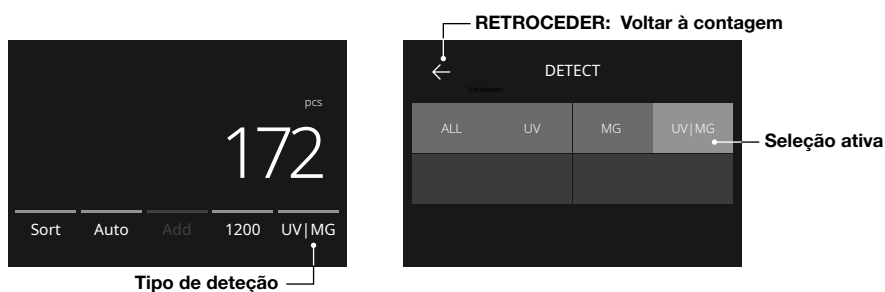 RETROCEDER: Voltar à contagem
pcs
172
Sort Auto Add 1200 UV|MG
Tipo de deteção
DETECT
Versionen
ALL UV MG UV|MG
Seleção ativa